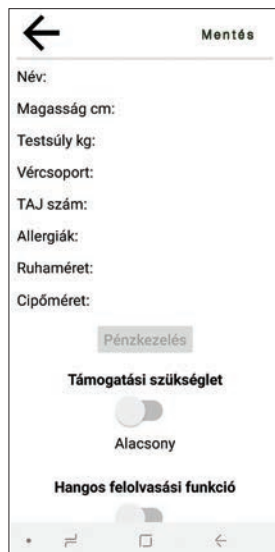 Mentés
Név:
Magasság cm:
Testsúly kg:
Vércsoport:
TAJ szám:
Allergiák:
Ruhaméret:
Cipőméret:
Pénzkezelés
Támogatási szükséglet
Alacsony
Hangos felolvasási funkció